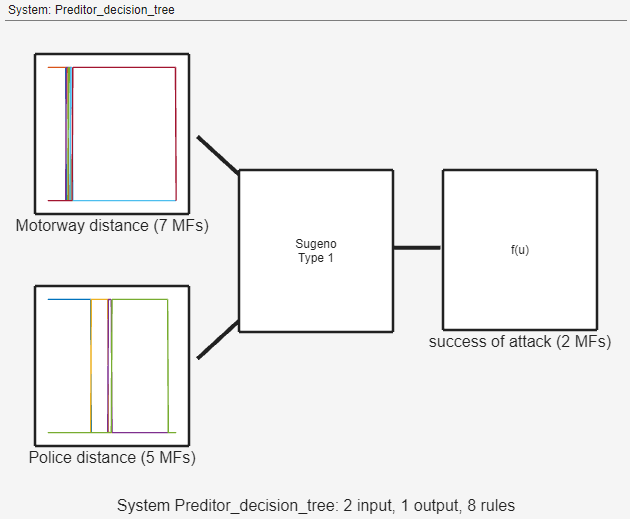 System: Preditor_decision_tree
Motorway distance (7 MFs)
Sugeno
Type 1
f(u)
success of attack (2 MFs)
Police distance (5 MFs)
System Preditor_decision_tree: 2 input, 1 output, 8 rules